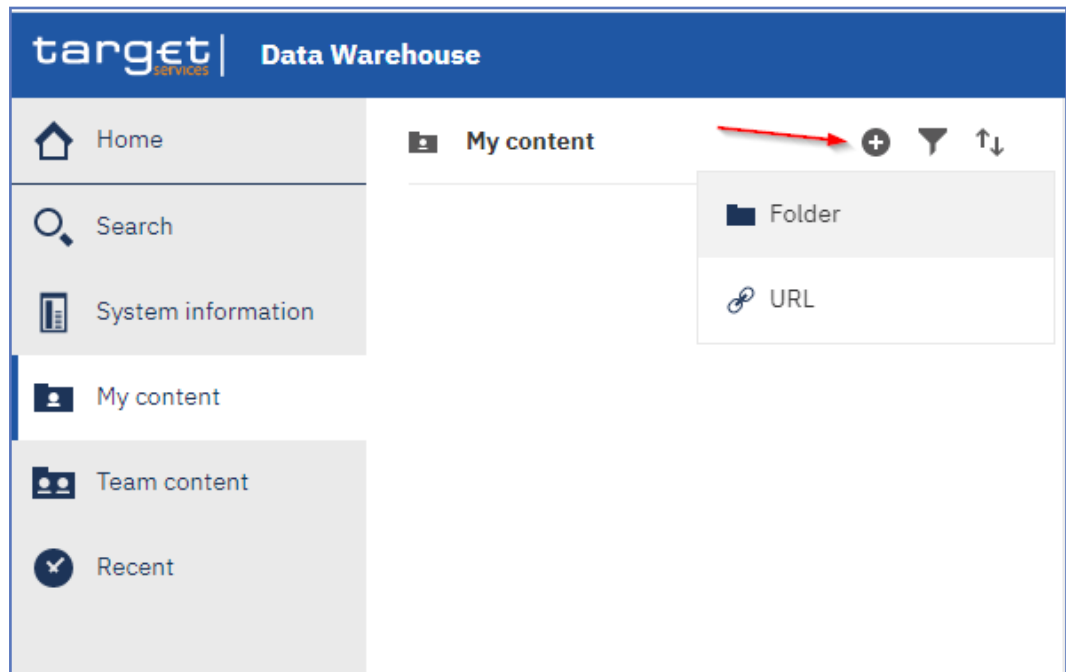 target services | Data Warehouse
Home
My content
Search
Folder
System information
URL
My content
Team content
Recent